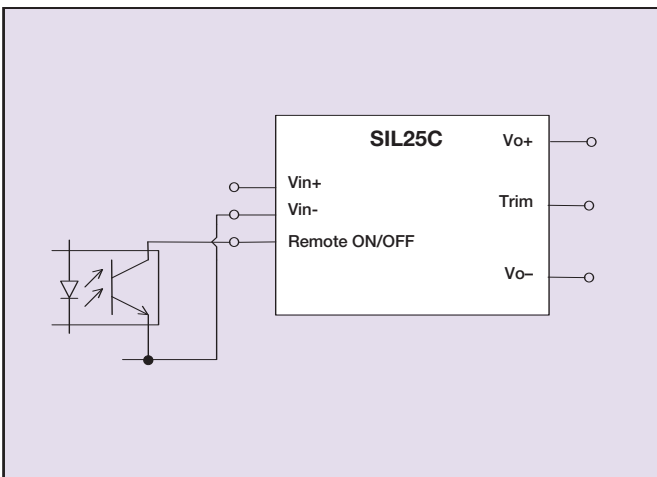 SIL25C
Vo+
Vin+
Vin-
Trim
Remote ON/OFF
Vo–